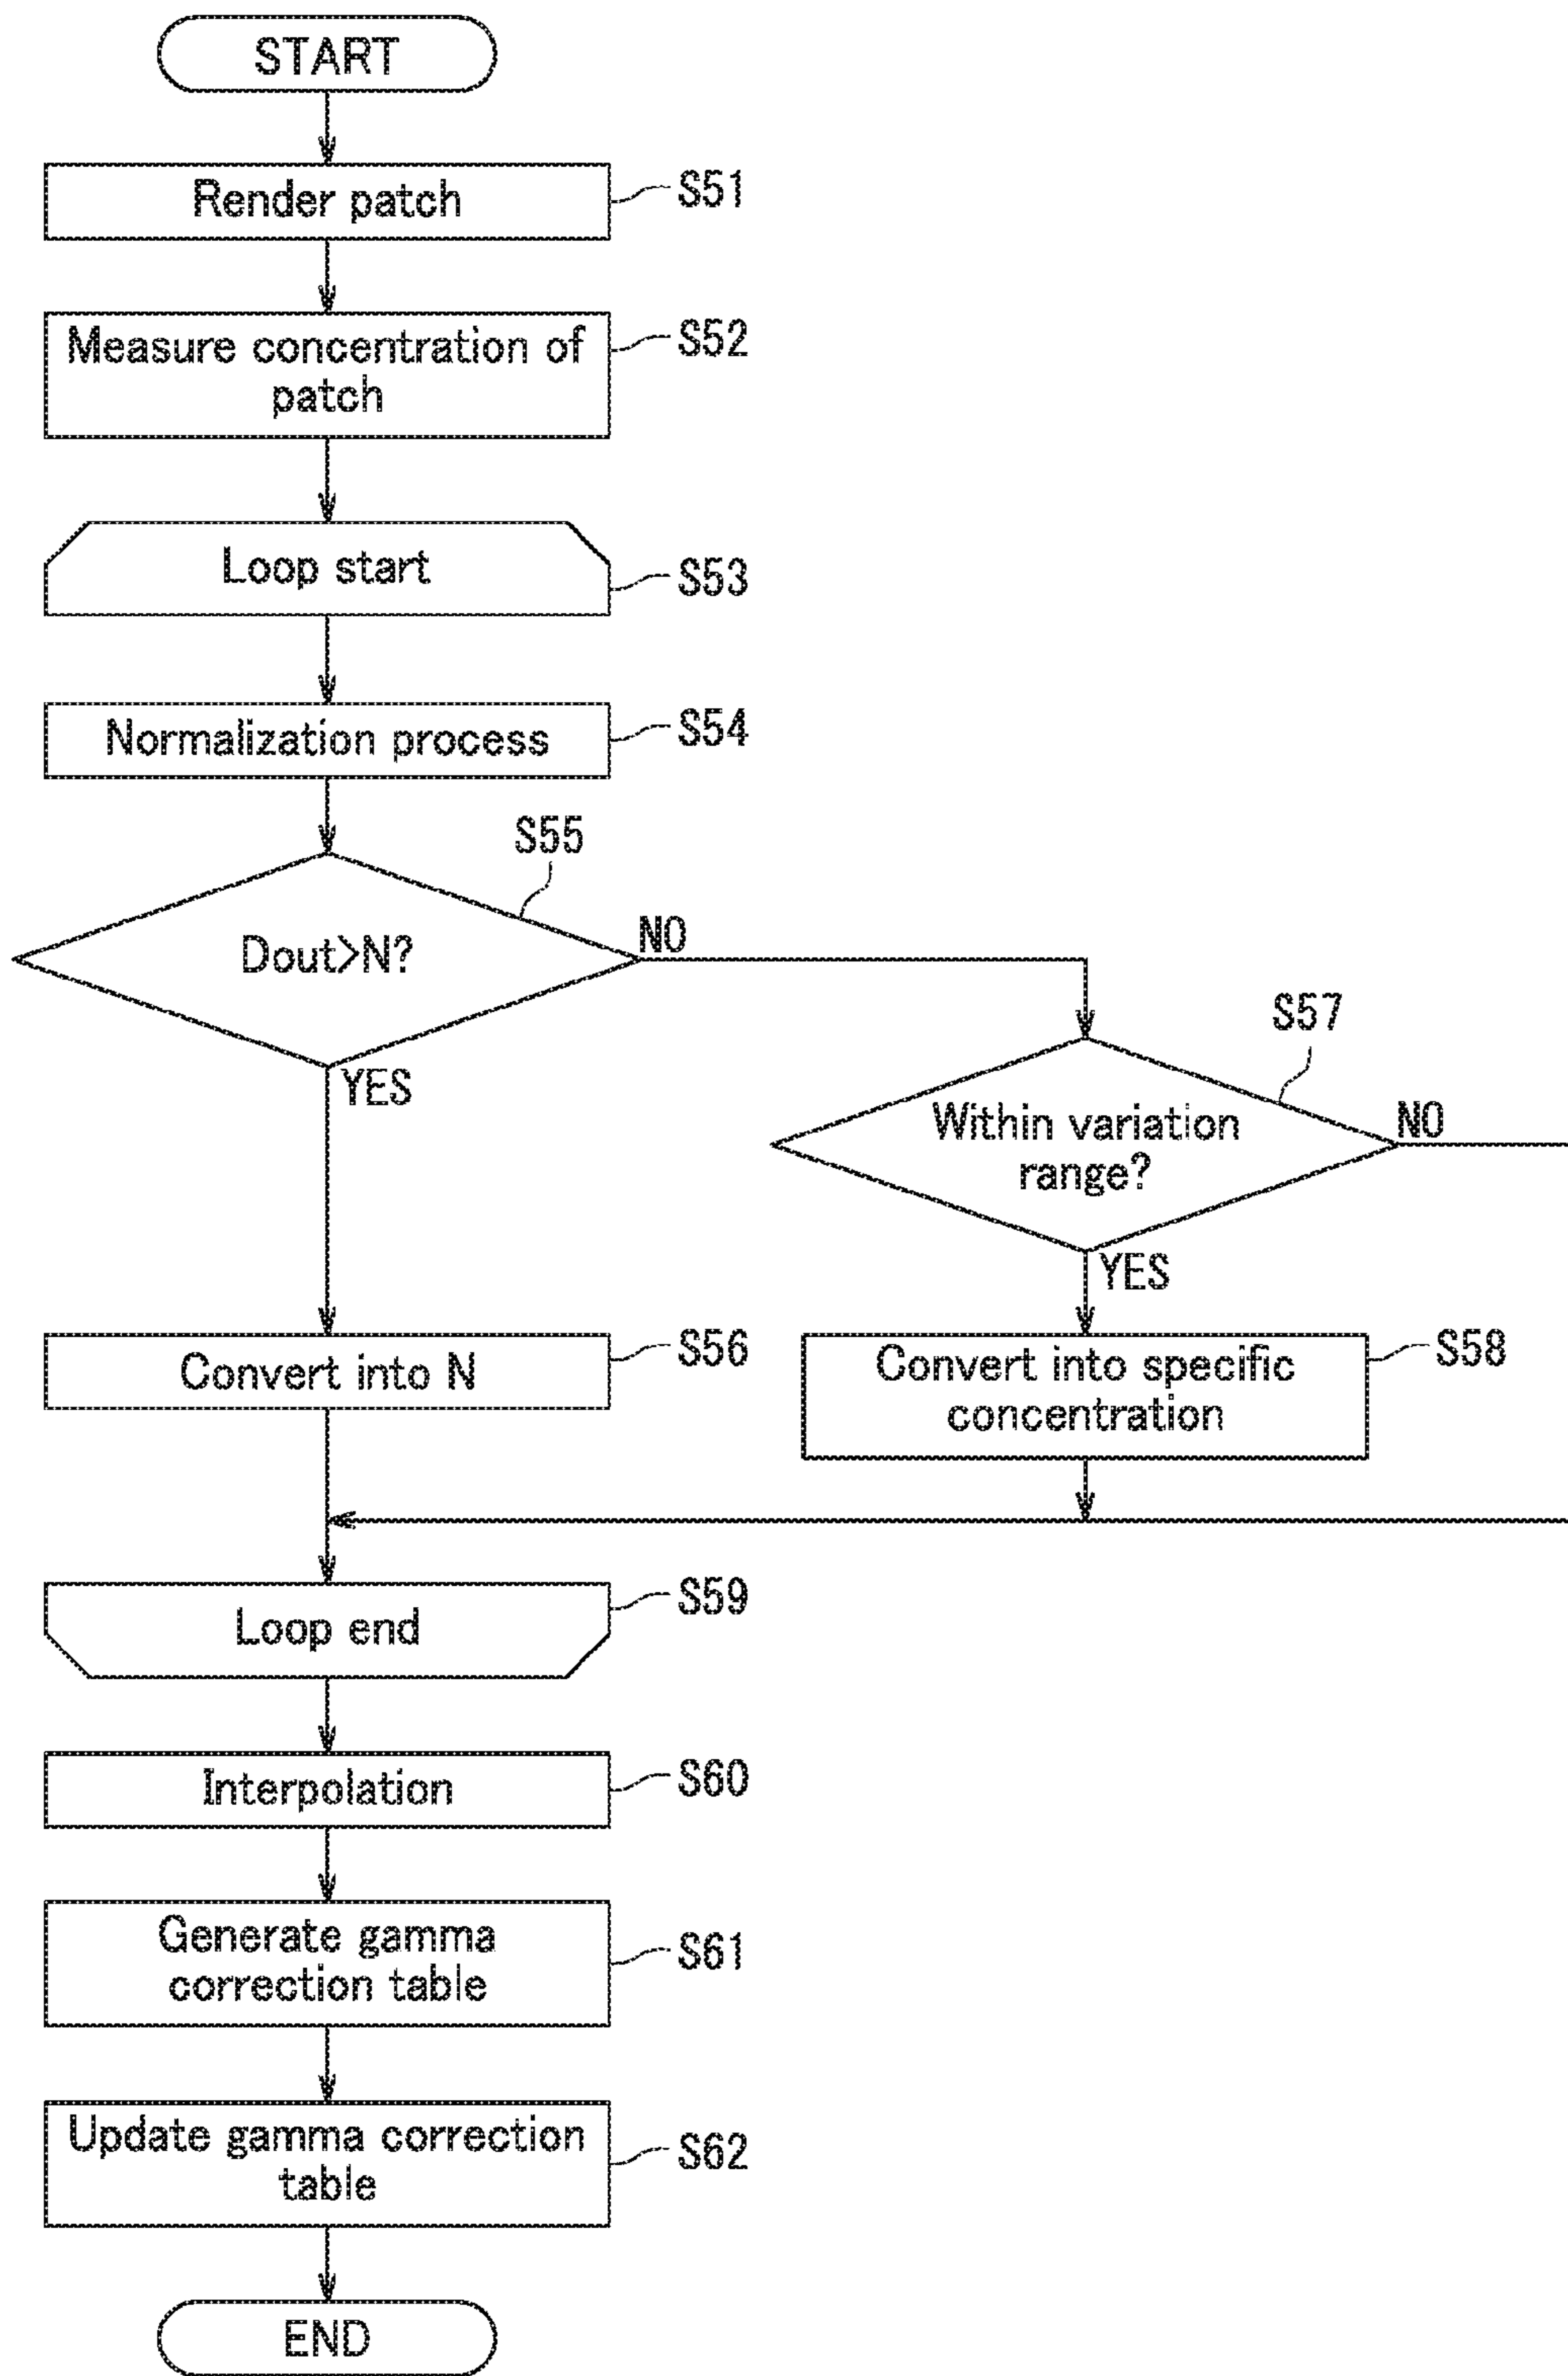 START
Render patch
S51
Measure concentration of
patch
S52
Loop start
S53
Normalization process
S54
S55
Dout>N?
NO
YES
S57
Within variation
range?
NO
YES
Convert into N
S56
Convert into specific
concentration
S58
Loop end
S59
Interpolation
S60
Generate gamma
correction table
S61
Update gamma correction
table
S62
END